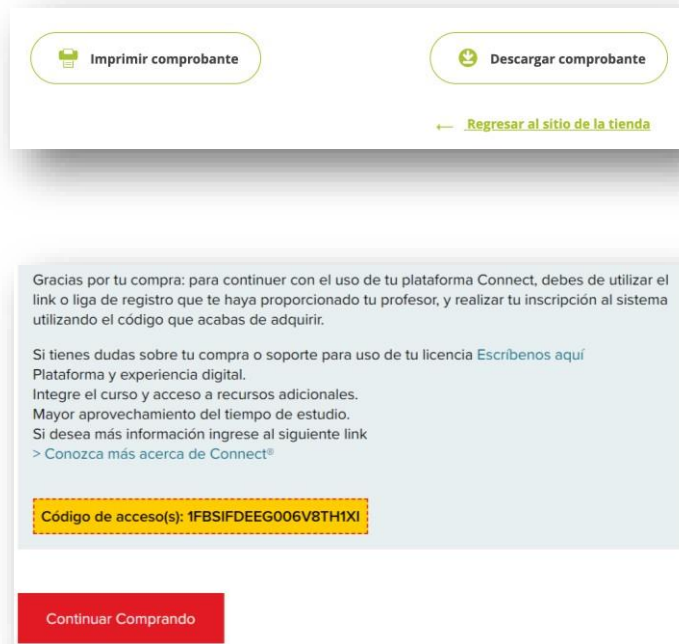 Imprimir comprobante
Descargar comprobante
← Regresar al sitio de la tienda
Gracias por tu compra: para continuer con el uso de tu plataforma Connect, debes de utilizar el
link o liga de registro que te haya proporcionado tu profesor, y realizar tu inscripción al sistema
utilizando el código que acabas de adquirir.
Si tienes dudas sobre tu compra o soporte para uso de tu licencia Escríbenos aquí
Plataforma y experiencia digital.
Integre el curso y acceso a recursos adicionales.
Mayor aprovechamiento del tiempo de estudio.
Si desea más información ingrese al siguiente link
> Conozca más acerca de Connect®
Código de acceso(s): 1FBSIFDEEG006V8TH1XI
Continuar Comprando